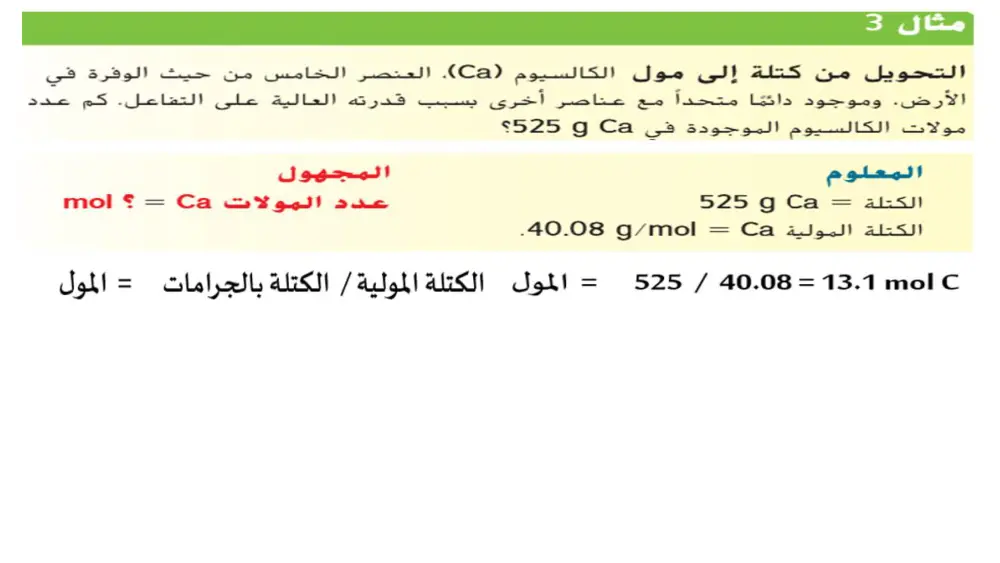 مثال 3
التحويل من كتلة إلى مول الكالسيوم (Ca). العنصر الخامس من حيث الوفرة في
الأرض. وموجود دائمًا متحداً مع عناصر أخرى بسبب قدرته العالية على التفاعل. كم عدد
مولات الكالسيوم الموجودة في 525 g Ca؟
المعلوم
الكتلة = 525 g Ca
الكتلة المولية Ca = 40.08 g/mol.
المجهول
عدد المولات Ca = ؟ mol
المول = الكتلة بالجرامات / الكتلة المولية
المول = 525 / 40.08 = 13.1 mol C